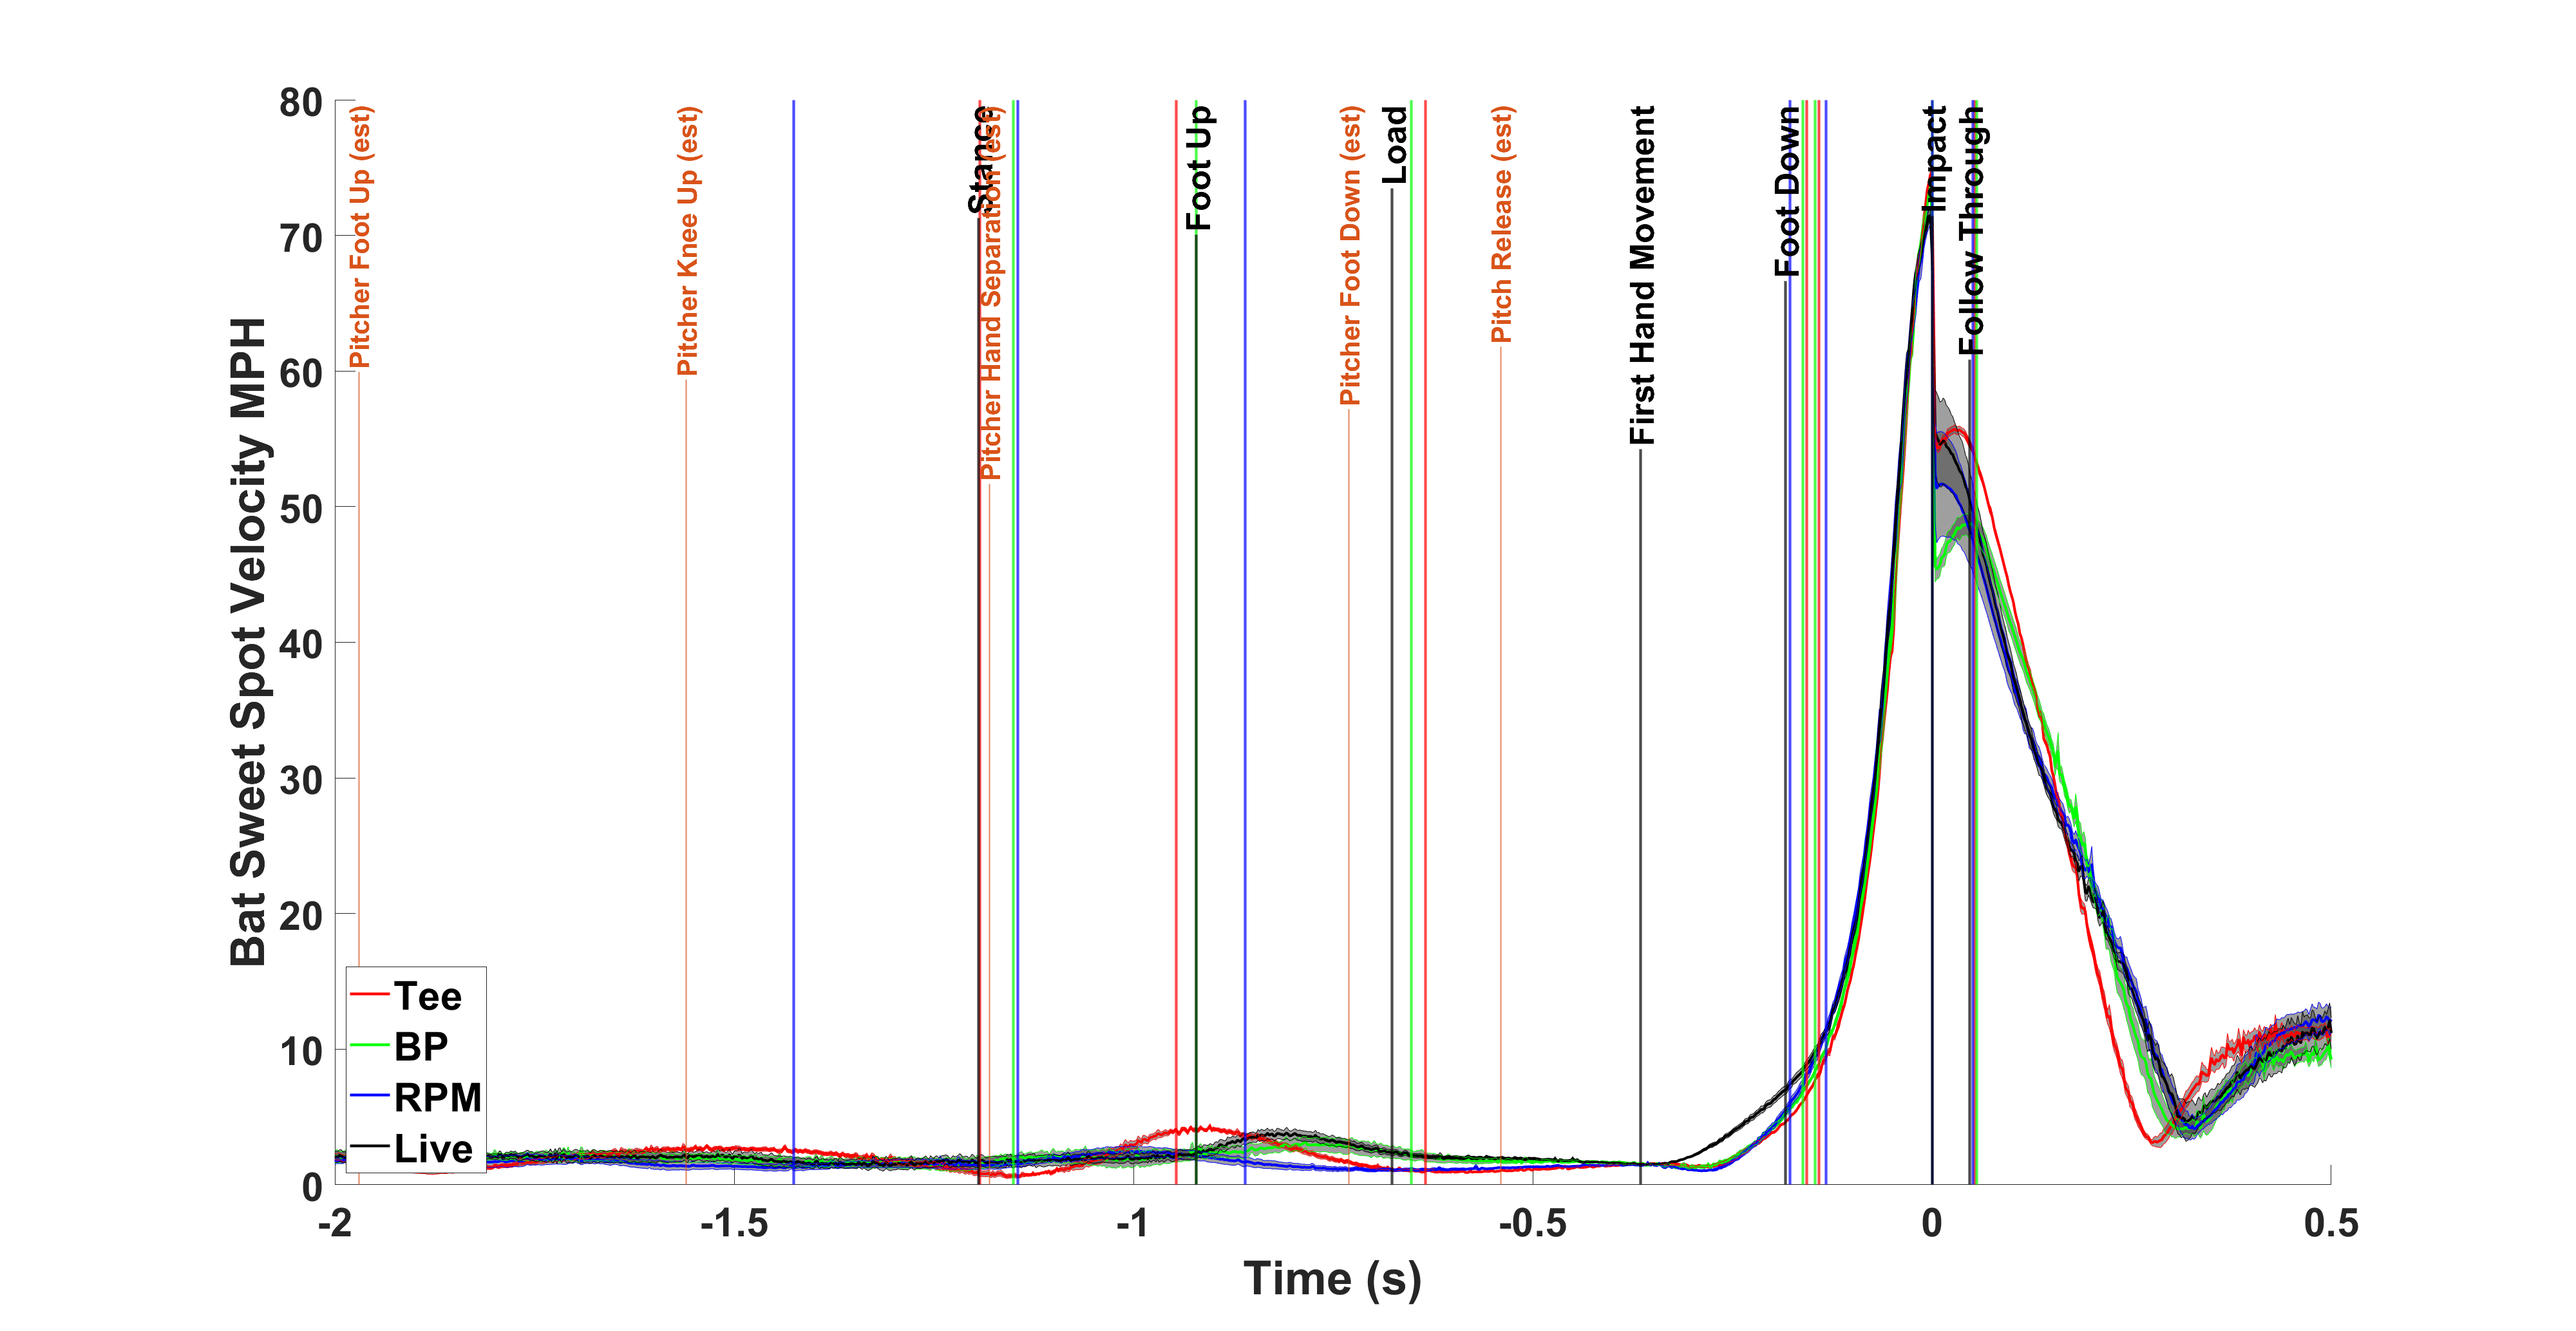 80
70
60
50
40
30
20
10
0
Bat Sweet Spot Velocity MPH
Pitcher Foot Up (est)
Pitcher Knee Up (est)
Stance
Pitcher Hand Separation (est)
Foot Up
Pitcher Foot Down (est)
Load
Pitch Release (est)
First Hand Movement
Foot Down
Impact
Follow Through
Tee
BP
RPM
Live
-2
-1.5
-1
-0.5
0
0.5
Time (s)